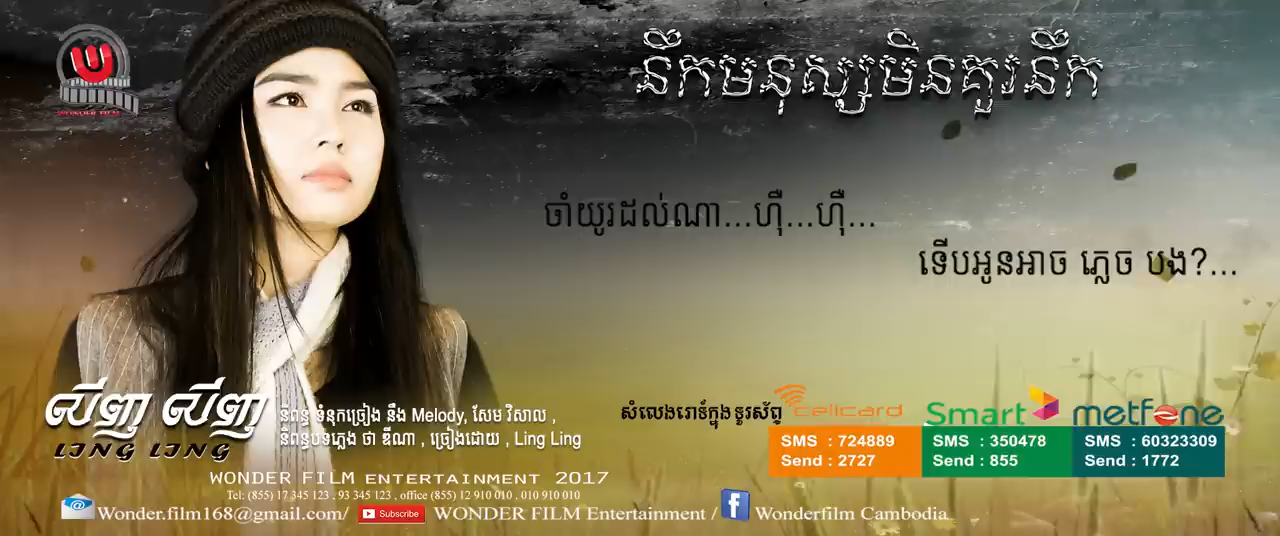 WONDER FILM
នឹកមនុស្សមិនគួរនឹក
ចាំយូរដល់ណា...ហ៊ឺ...ហ៊ឺ...
ទើបអូនអាច ភ្លេច បង?...
លីញ លីញ
LING LING
និពន្ធ ទំនុកច្រៀង នឹង Melody, សែម វិសាល ,
និពន្ធបទភ្លេង ថា ឌីណា , ច្រៀងដោយ , Ling Ling
សំលេងរោទ៍ក្នុង ទូរស័ព្ទ
cellcard
SMS : 724889
Send : 2727
Smart
SMS : 350478
Send : 855
metfone
SMS : 60323309
Send : 1772
WONDER FILM ENTERTAINMENT 2017
Tel: (855) 17 345 123 , 93 345 123 , office (855) 12 910 010 , 010 910 010
Wonder.film168@gmail.com/ Subscribe WONDER FILM Entertainment / f Wonderfilm Cambodia